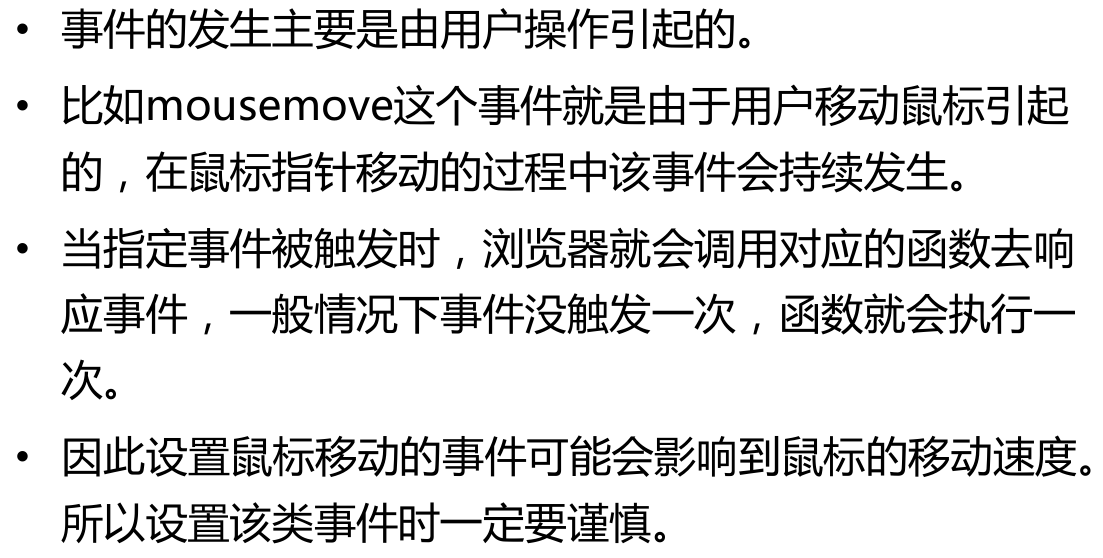 • 事件的发生主要是由用户操作引起的。
• 比如mousemove这个事件就是由于用户移动鼠标引起
的，在鼠标指针移动的过程中该事件会持续发生。
• 当指定事件被触发时，浏览器就会调用对应的函数去响
应事件，一般情况下事件没触发一次，函数就会执行一
次。
• 因此设置鼠标移动的事件可能会影响到鼠标的移动速度。
所以设置该类事件时一定要谨慎。